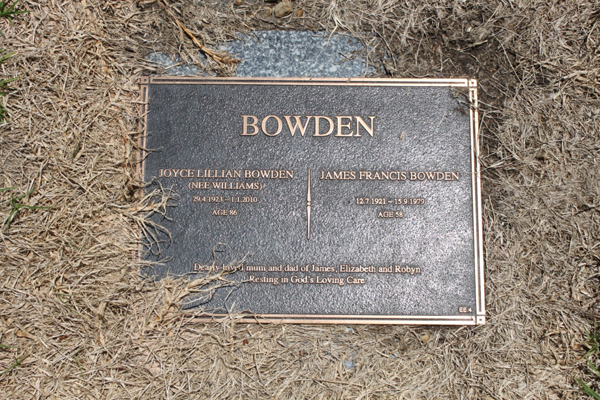 BOWDEN
JOYCE LILLIAN BOWDEN
(NEE WILLIAMS)
29.4.1923 ~ 1.1.2010
AGE 86
JAMES FRANCIS BOWDEN
12.7.1921 ~ 15.9.1979
AGE 58
Dearly loved mum and dad of James, Elizabeth and Robyn
Resting in God's Loving Care
EE 4